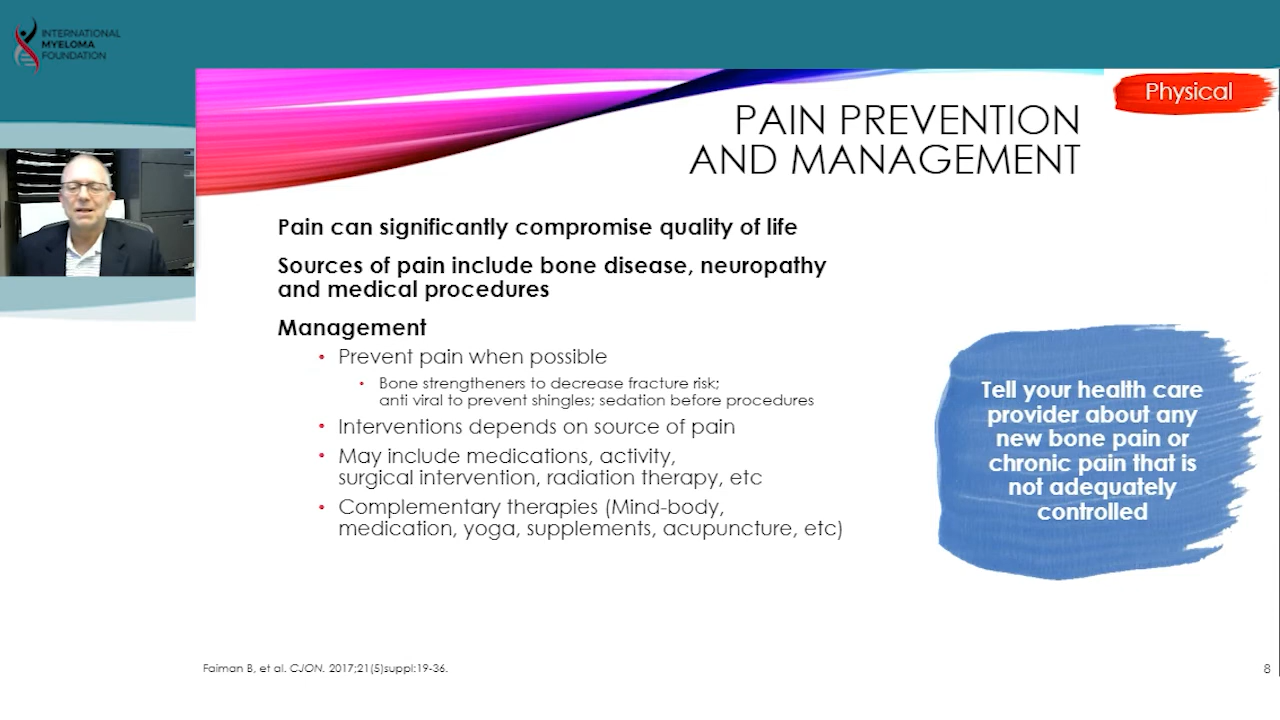 INTERNATIONAL
MYELOMA
FOUNDATION
Physical
PAIN PREVENTION
AND MANAGEMENT
Pain can significantly compromise quality of life
Sources of pain include bone disease, neuropathy
and medical procedures
Management
• Prevent pain when possible
• Bone strengtheners to decrease fracture risk;
anti viral to prevent shingles; sedation before procedures
• Interventions depends on source of pain
• May include medications, activity,
surgical intervention, radiation therapy, etc
• Complementary therapies (Mind-body,
medication, yoga, supplements, acupuncture, etc)
Tell your health care
provider about any
new bone pain or
chronic pain that is
not adequately
controlled
Faiman B, et al. CJON. 2017;21(5)suppl:19-36.
8